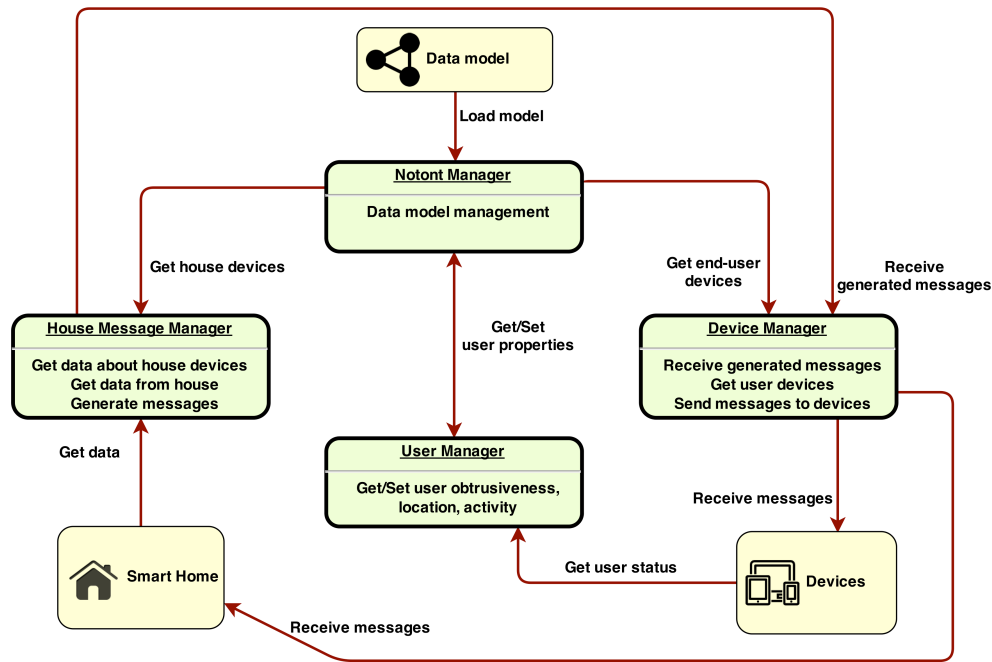 Data model
Load model
Notont Manager
Data model management
Get house devices
Get end-user
devices
Receive
generated messages
House Message Manager
Get data about house devices
Get data from house
Generate messages
Get/Set
user properties
Device Manager
Receive generated messages
Get user devices
Send messages to devices
Get data
User Manager
Get/Set user obtrusiveness,
location, activity
Receive messages
Smart Home
Get user status
Devices
Receive messages